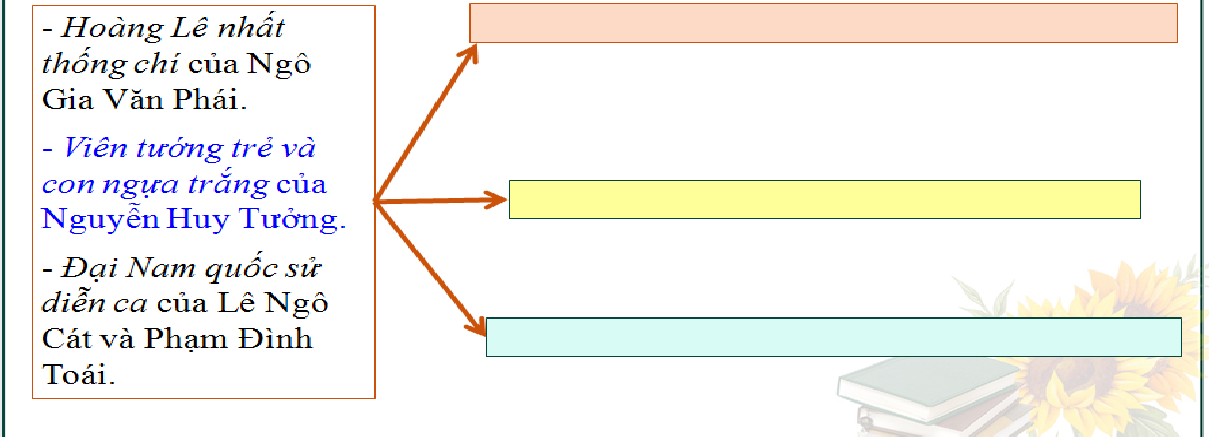 - Hoàng Lê nhất
thống chí của Ngô
Gia Văn Phái.
- Viên tướng trẻ và
con ngựa trắng của
Nguyễn Huy Tưởng.
- Đại Nam quốc sử
diễn ca của Lê Ngô
Cát và Phạm Đình
Toái.